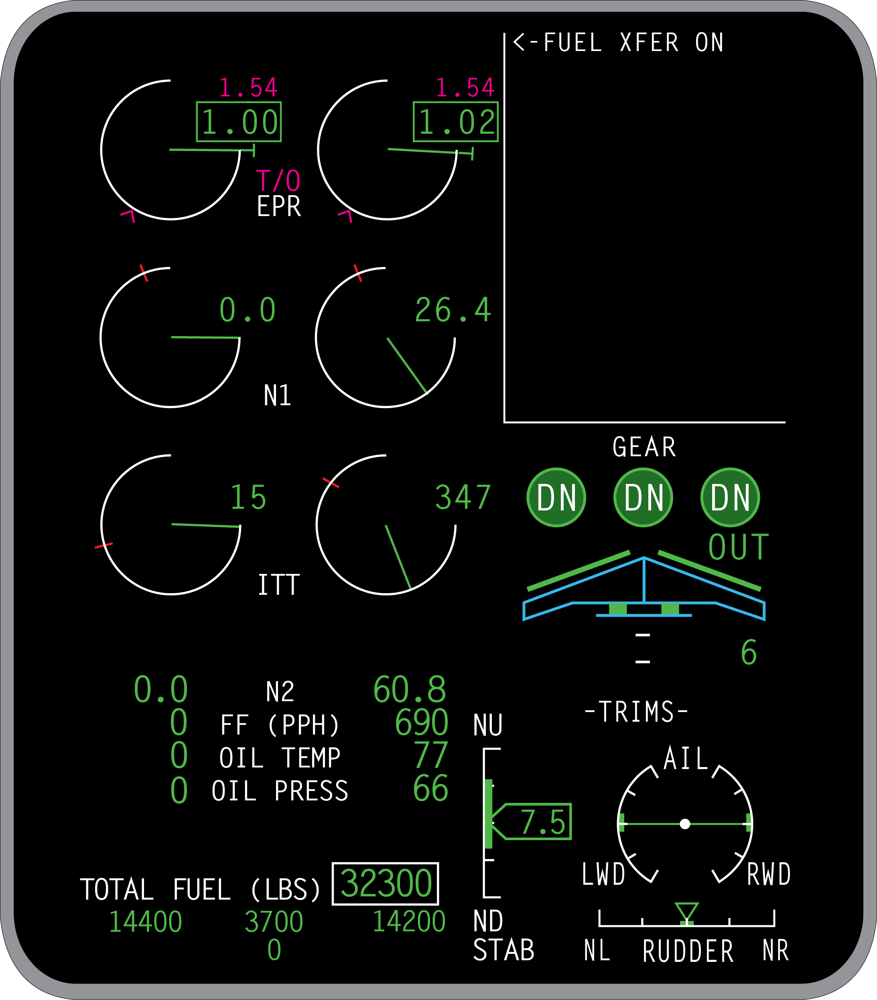 <-FUEL XFER ON
1.54 1.54
1.00 1.02
T/O
EPR
0.0 26.4
N1
GEAR
15 347
DN DN DN
OUT
ITT
6
0.0 N2 60.8
-TRIMS-
0 FF (PPH) 690
NU
0 OIL TEMP 77
AIL
0 OIL PRESS 66
7.5
LWD RWD
TOTAL FUEL (LBS) 32300
14400 3700 14200
ND
0
STAB
NL RUDDER NR